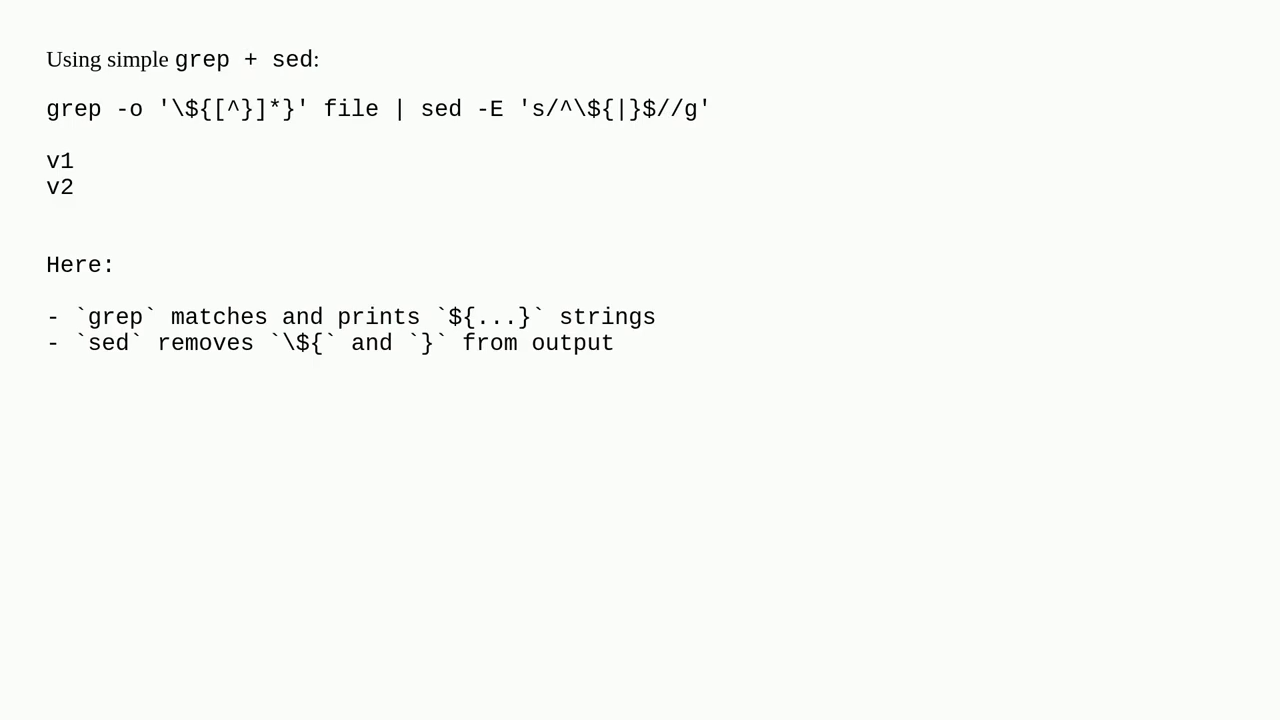 Using simple grep + sed:
grep -o '\${[^}]*}' file | sed -E 's/^\${|}$//g'
v1
v2
Here:
- `grep` matches and prints `${...}` strings
- `sed` removes `\${` and `}` from output